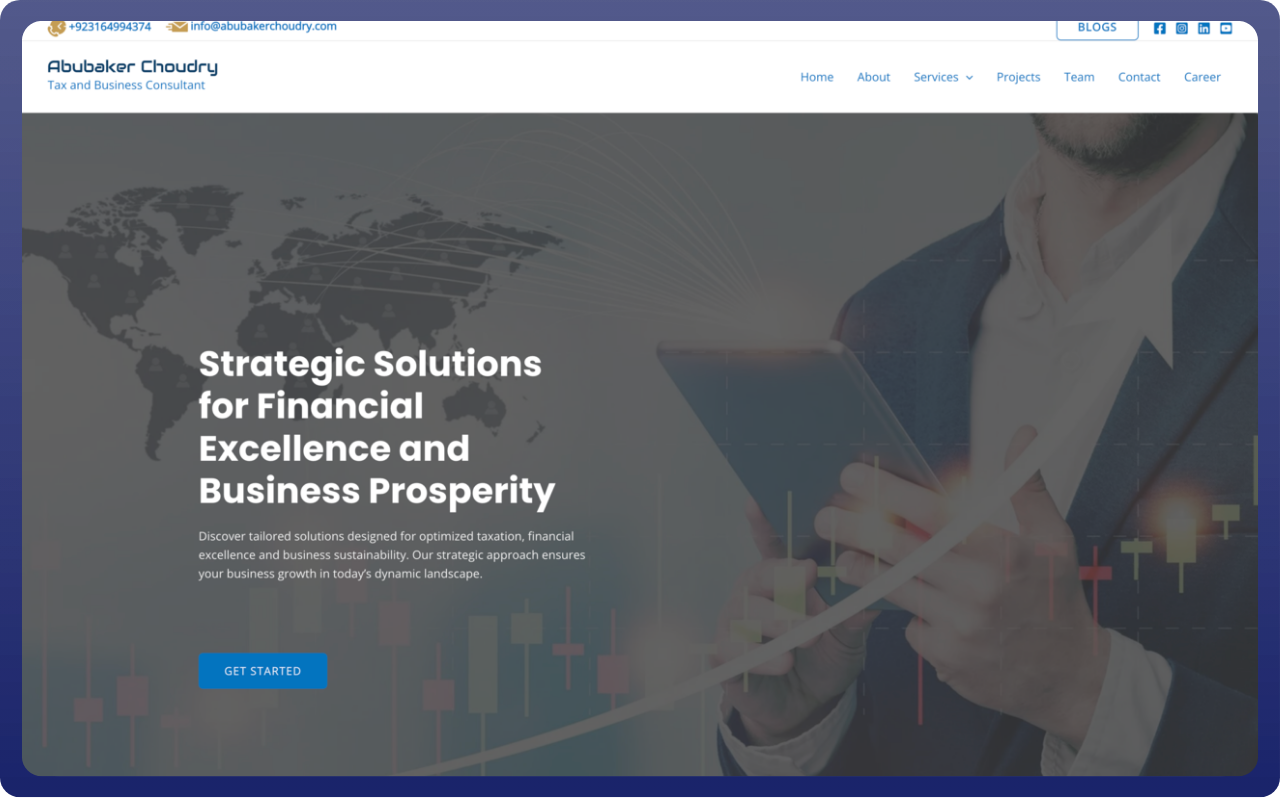 +923164994374 info@abubakerchoudry.com BLOGS
Abubaker Choudry
Tax and Business Consultant
Home About Services Projects Team Contact Career
Strategic Solutions
for Financial
Excellence and
Business Prosperity
Discover tailored solutions designed for optimized taxation, financial
excellence and business sustainability. Our strategic approach ensures
your business growth in today’s dynamic landscape.
GET STARTED